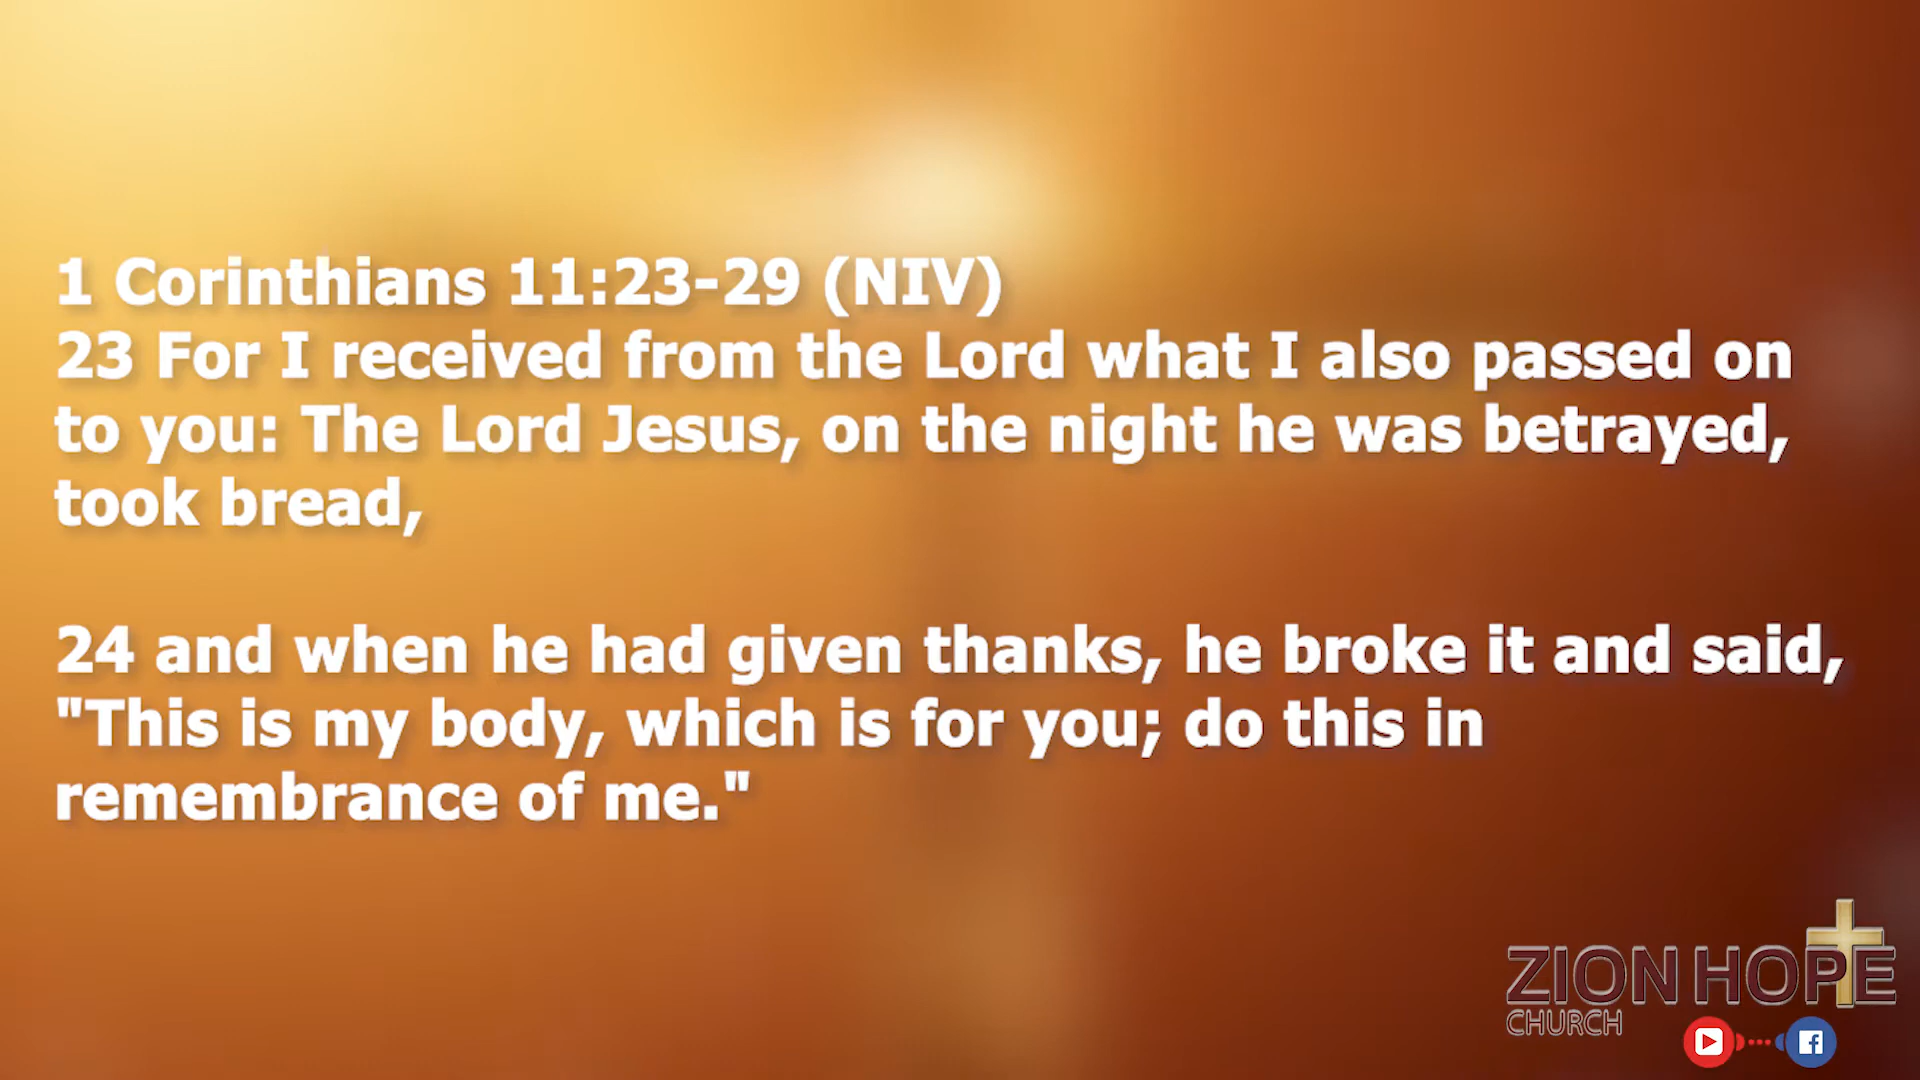 1 Corinthians 11:23-29 (NIV)
23 For I received from the Lord what I also passed on
to you: The Lord Jesus, on the night he was betrayed,
took bread,
24 and when he had given thanks, he broke it and said,
"This is my body, which is for you; do this in
remembrance of me."
ZION HOPE
CHURCH